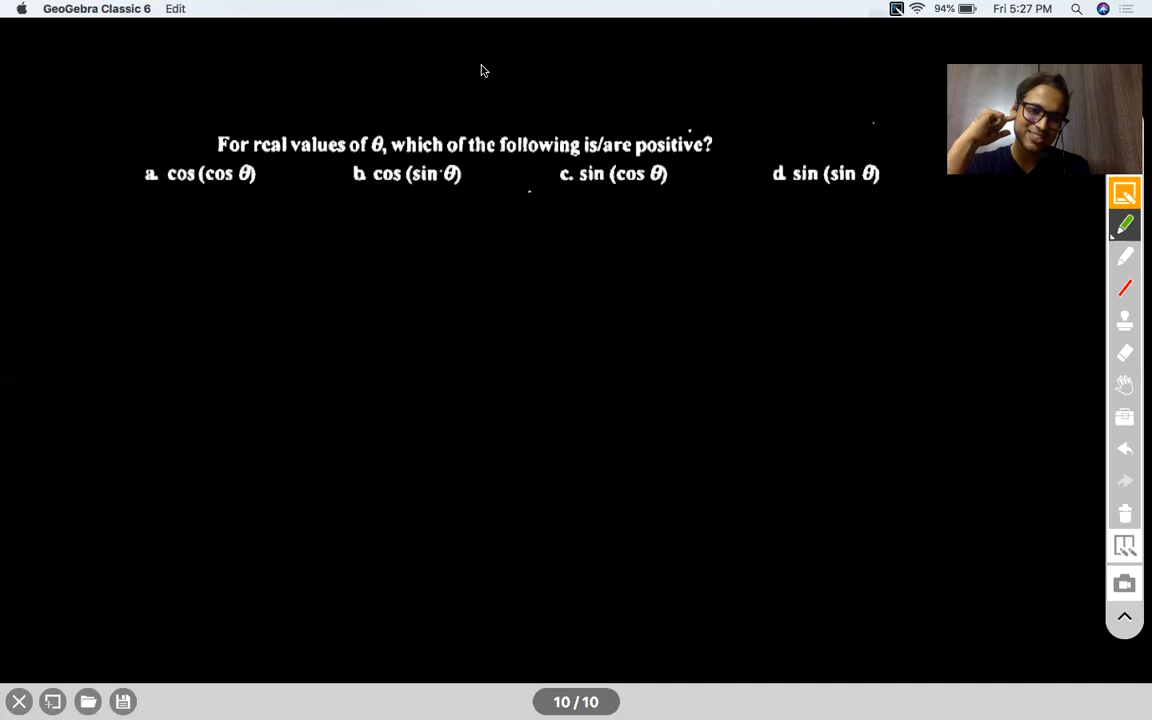 GeoGebra Classic 6 Edit 94% Fri 5:27 PM
For real values of θ, which of the following is/are positive?
a. cos (cos θ) b. cos (sin θ) c. sin (cos θ) d. sin (sin θ)
10 / 10